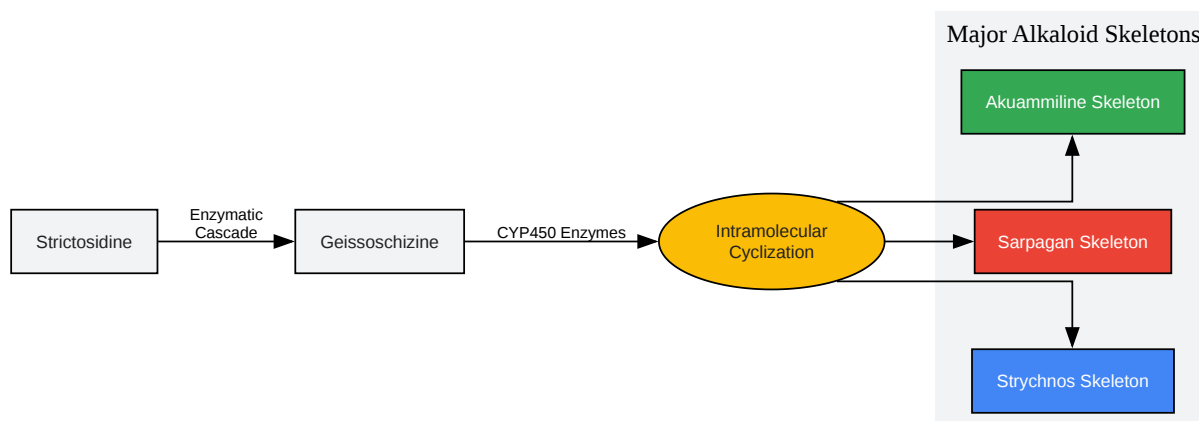 Major Alkaloid Skeletons
Akuammiline Skeleton
Strictosidine
Enzymatic
Cascade
Geissoschizine
CYP450 Enzymes
Intramolecular
Cyclization
Sarpagan Skeleton
Strychnos Skeleton